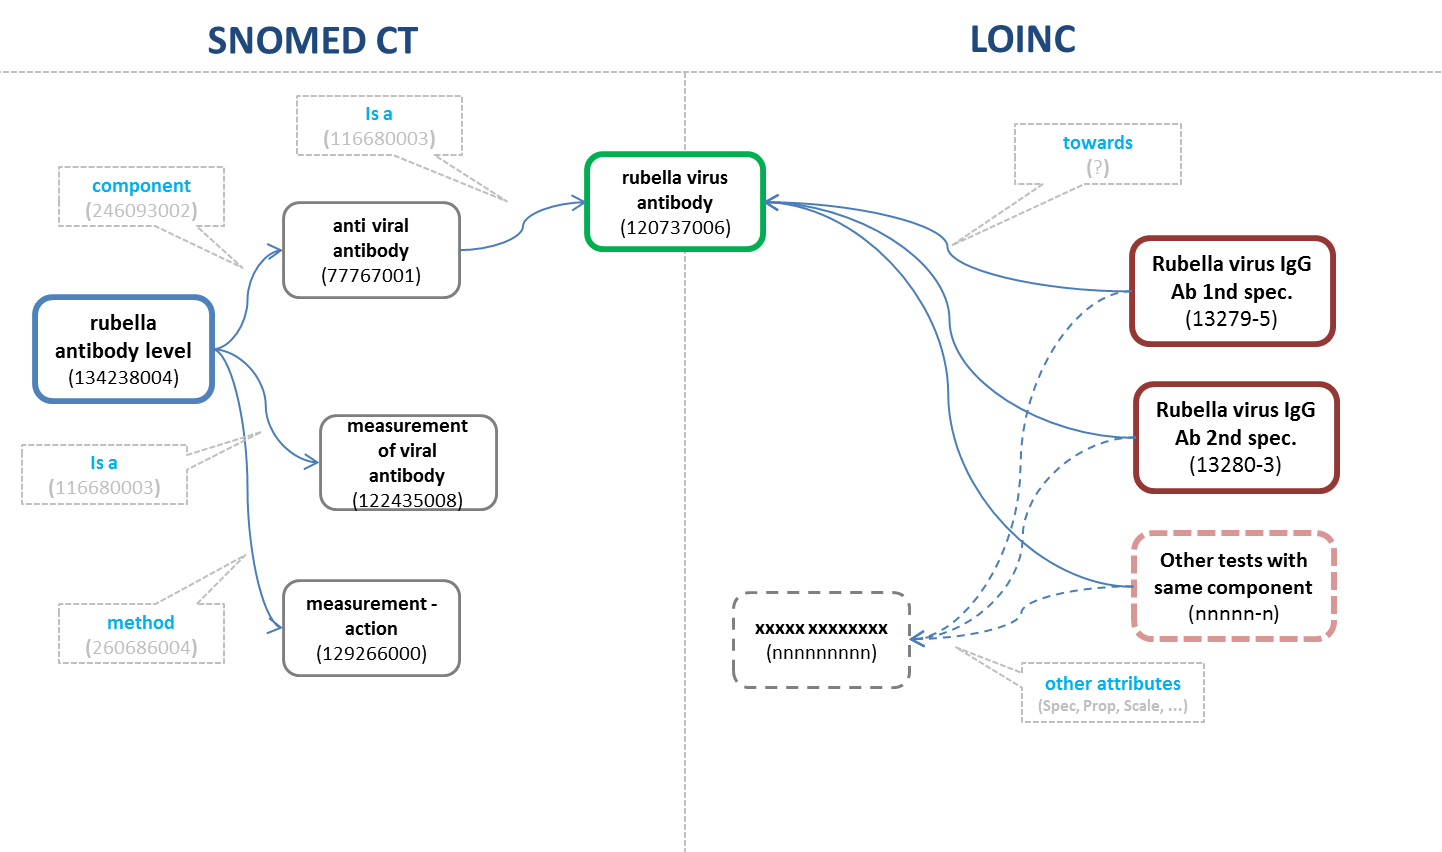 SNOMED CT
LOINC
Is a
(116680003)
towards
(?)
component
(246093002)
rubella virus
antibody
(120737006)
anti viral
antibody
(77767001)
Rubella virus IgG
Ab 1nd spec.
(13279-5)
rubella
antibody level
(134238004)
Rubella virus IgG
Ab 2nd spec.
(13280-3)
measurement
of viral
antibody
(122435008)
Is a
(116680003)
Other tests with
same component
(nnnnn-n)
measurement -
action
(129266000)
method
(260686004)
xxxxx xxxxxxxx
(nnnnnnnnn)
other attributes
(Spec, Prop, Scale, ...)